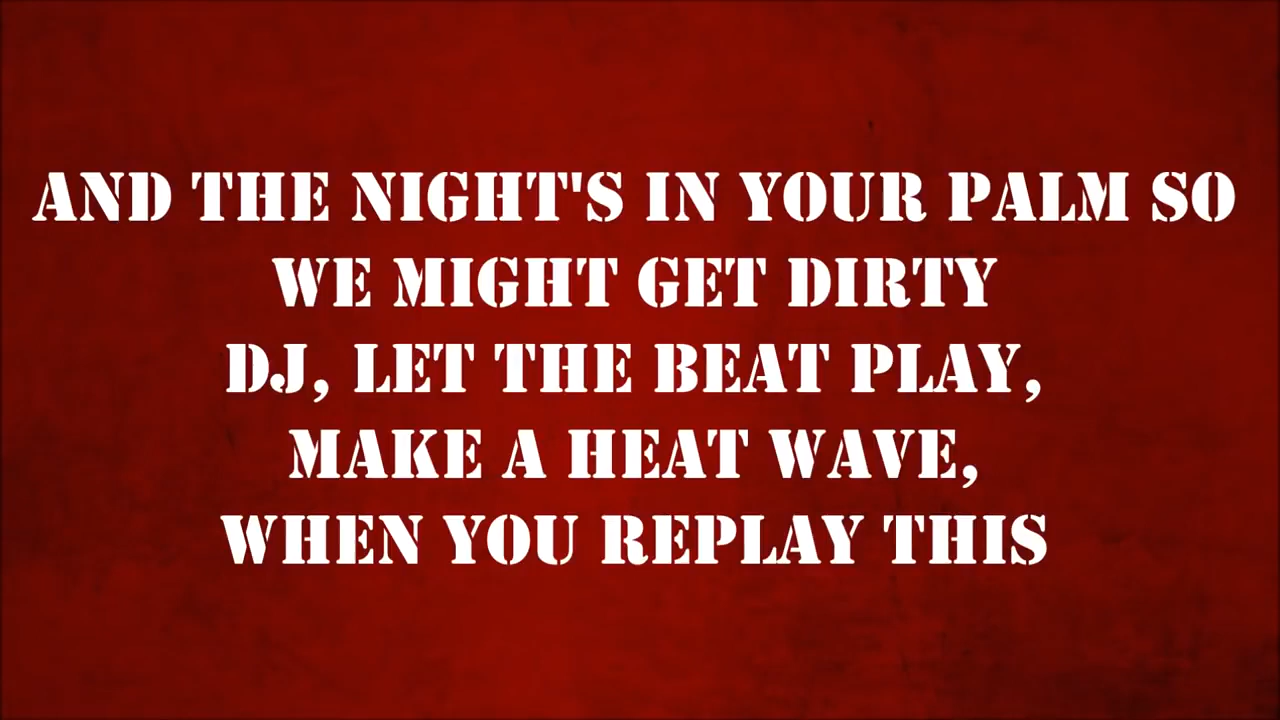 AND THE NIGHT'S IN YOUR PALM SO
WE MIGHT GET DIRTY
DJ, LET THE BEAT PLAY,
MAKE A HEAT WAVE,
WHEN YOU REPLAY THIS